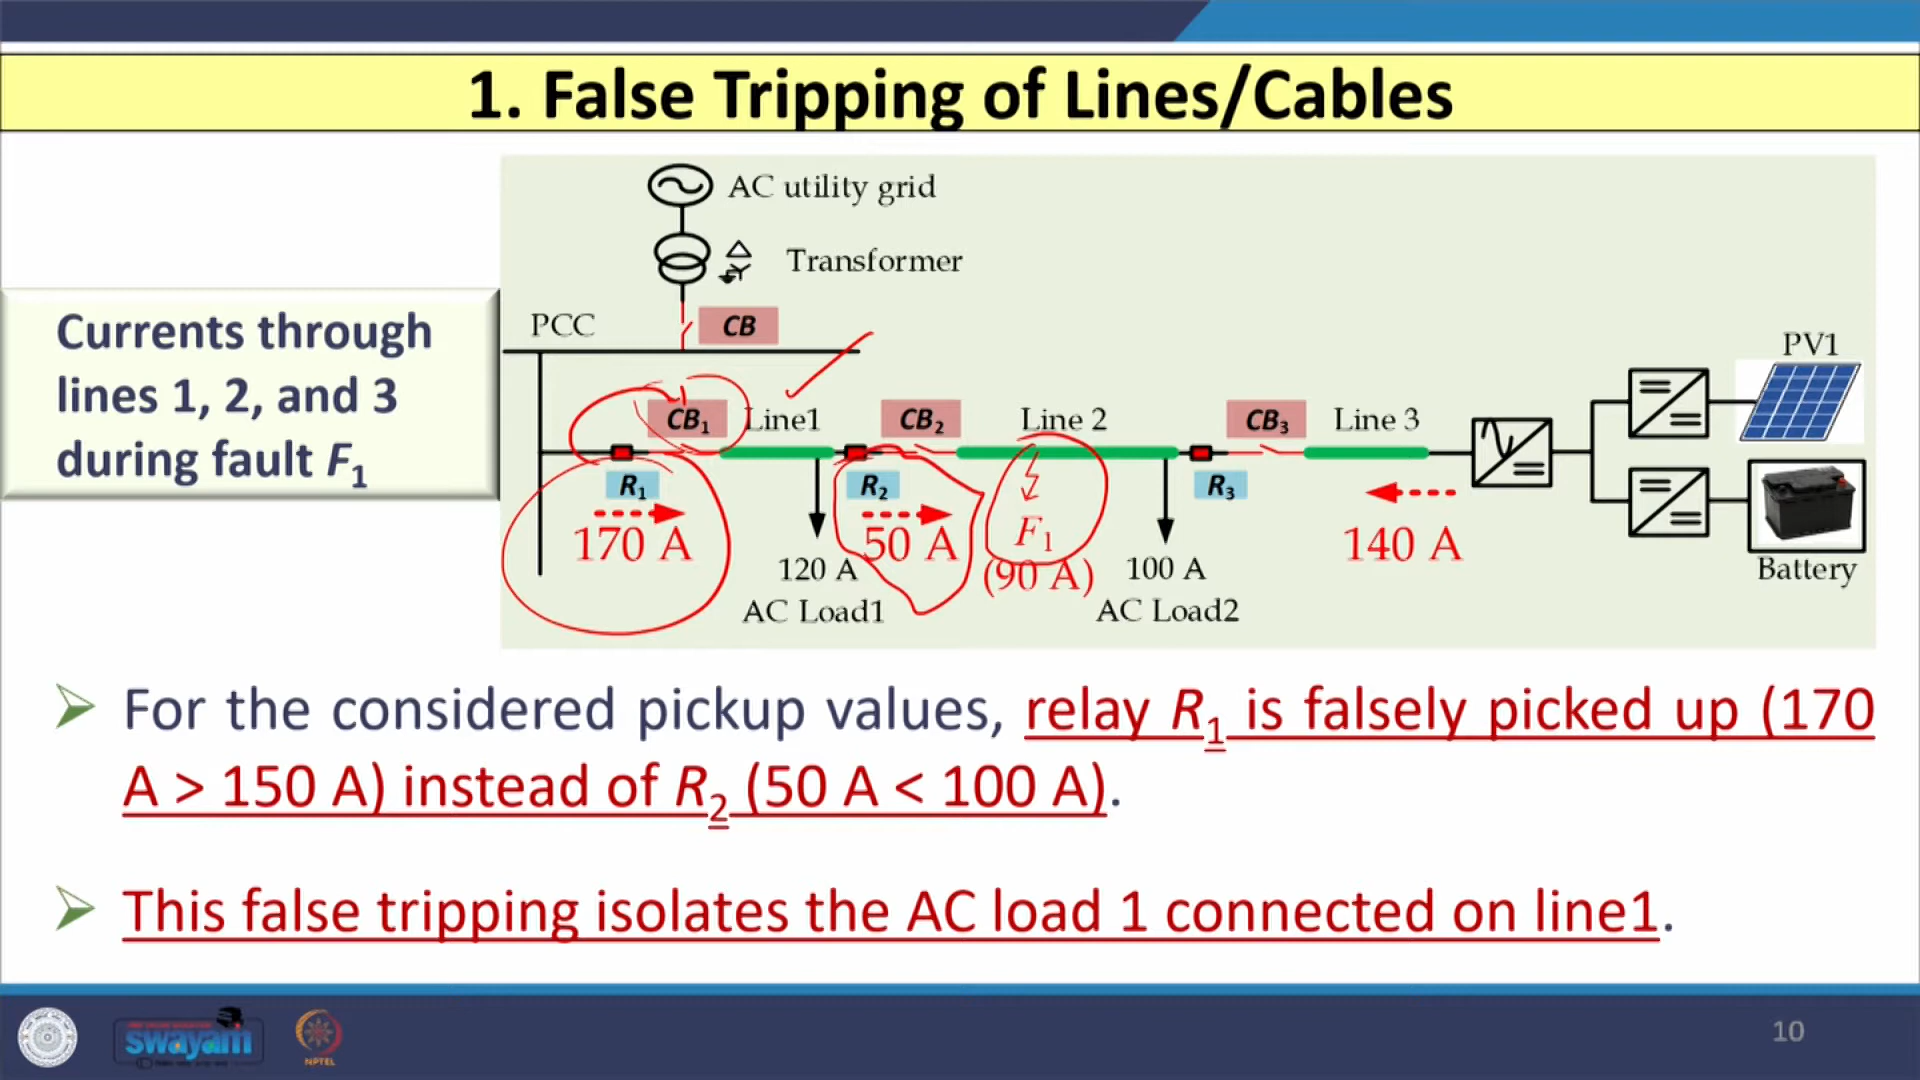 1. False Tripping of Lines/Cables
AC utility grid
Transformer
CB
PCC
Currents through
lines 1, 2, and 3
during fault F₁
PV1
CB₁ Line1 CB₂ Line 2 CB₃ Line 3
R₁ R₂ R₃
170 A 50 A F₁ 140 A
120 A (90 A) 100 A
Battery
AC Load1 AC Load2
For the considered pickup values, relay R₁ is falsely picked up (170
A > 150 A) instead of R₂ (50 A < 100 A).
This false tripping isolates the AC load 1 connected on line1.
swayam
NPTEL
10